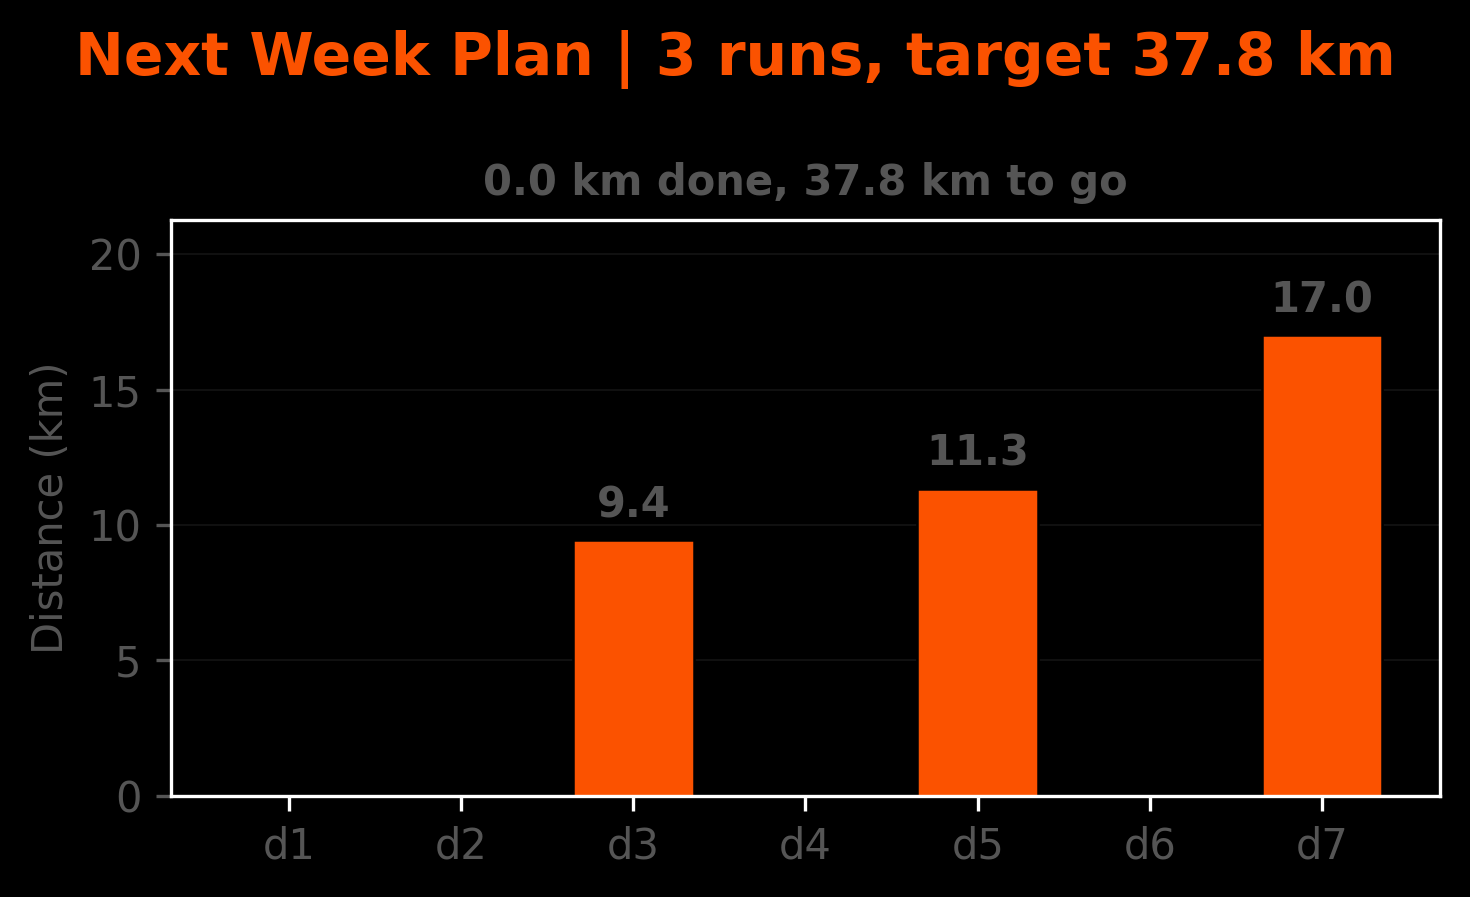 Next Week Plan | 3 runs, target 37.8 km
0.0 km done, 37.8 km to go
Distance (km)
20
15
10
5
0
9.4
11.3
17.0
d1 d2 d3 d4 d5 d6 d7